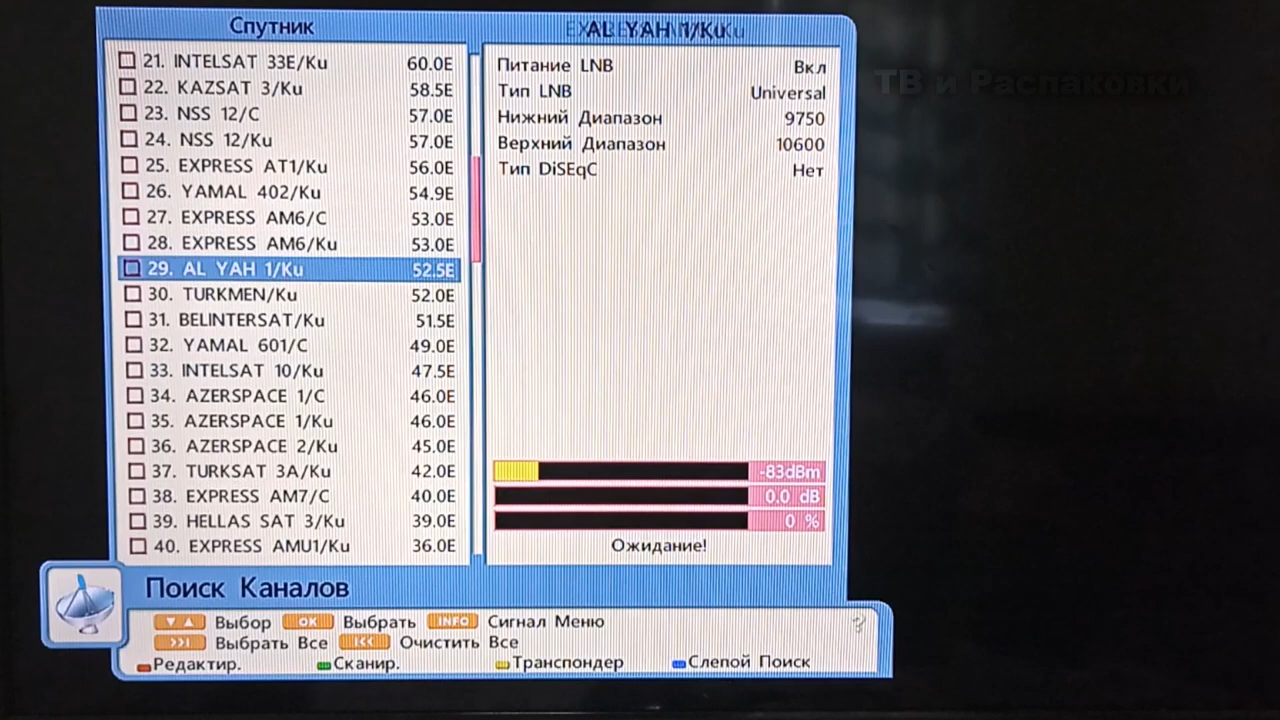 Спутник
AL YAH 1/Ku
21. INTELSAT 33E/Ku 60.0E
22. KAZSAT 3/Ku 58.5E
23. NSS 12/C 57.0E
24. NSS 12/Ku 57.0E
25. EXPRESS AT1/Ku 56.0E
26. YAMAL 402/Ku 54.9E
27. EXPRESS AM6/C 53.0E
28. EXPRESS AM6/Ku 53.0E
29. AL YAH 1/Ku 52.5E
30. TURKMEN/Ku 52.0E
31. BELINTERSAT/Ku 51.5E
32. YAMAL 601/C 49.0E
33. INTELSAT 10/Ku 47.5E
34. AZERSPACE 1/C 46.0E
35. AZERSPACE 1/Ku 46.0E
36. AZERSPACE 2/Ku 45.0E
37. TURKSAT 3A/Ku 42.0E
38. EXPRESS AM7/C 40.0E
39. HELLAS SAT 3/Ku 39.0E
40. EXPRESS AMU1/Ku 36.0E
Питание LNB Вкл
Тип LNB Universal
Нижний Диапазон 9750
Верхний Диапазон 10600
Тип DiSEqC Нет
-83dBm
0.0 dB
0 %
Ожидание!
ТВ и Распаковки
Поиск Каналов
Выбор OK Выбрать INFO Сигнал Меню
Выбрать Все Очистить Все
Редактир. Сканир. Транспондер Слепой Поиск
?